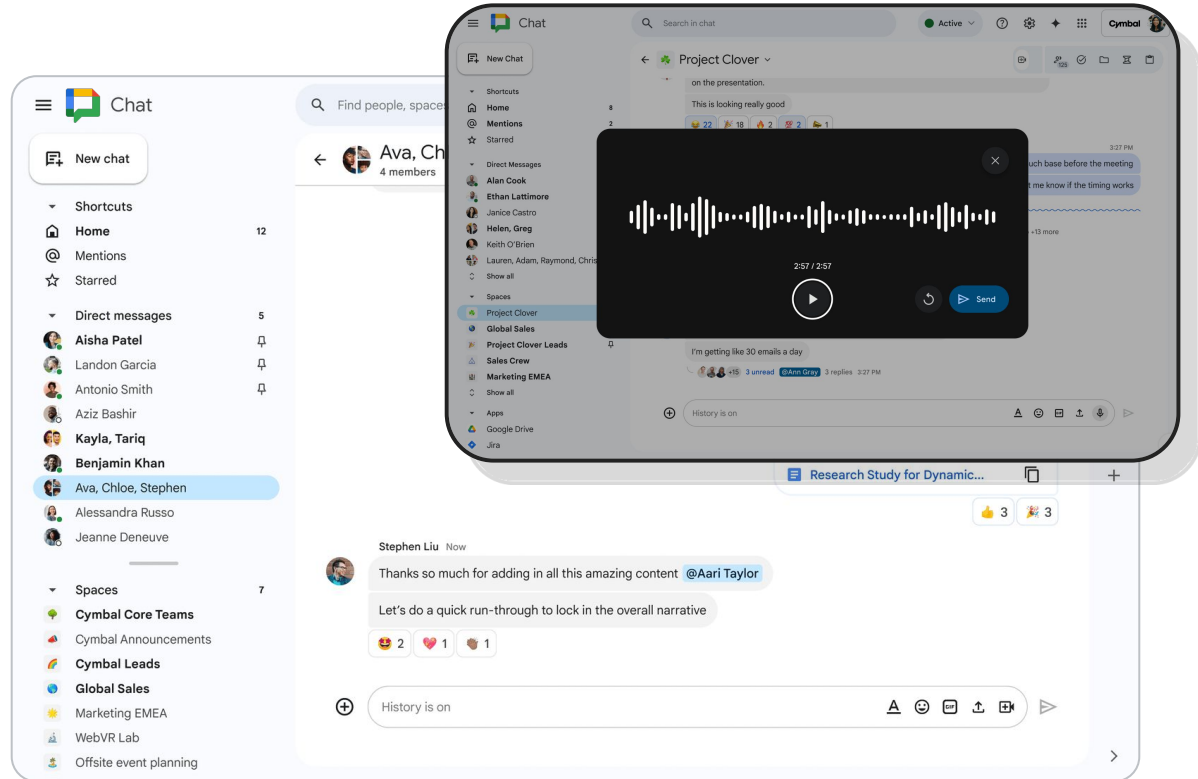 Chat
Find people, spaces
New chat
Ava, Ch
4 members
Shortcuts
Home 12
Mentions
Starred
Direct messages 5
Aisha Patel
Landon Garcia
Antonio Smith
Aziz Bashir
Kayla, Tariq
Benjamin Khan
Ava, Chloe, Stephen
Alessandra Russo
Jeanne Deneuve
Spaces 7
Cymbal Core Teams
Cymbal Announcements
Cymbal Leads
Global Sales
Marketing EMEA
WebVR Lab
Offsite event planning
Research Study for Dynamic...
3 3
Stephen Liu Now
Thanks so much for adding in all this amazing content @Aari Taylor
Let's do a quick run-through to lock in the overall narrative
2 1 1
History is on
GIF
Chat
Search in chat
Active
Cymbal
New Chat
Project Clover
125
Shortcuts
Home 8
Mentions 2
Starred
Direct Messages
Alan Cook
Ethan Lattimore
Janice Castro
Helen, Greg
Keith O'Brien
Lauren, Adam, Raymond, Chris
Show all
Spaces
Project Clover
Global Sales
Project Clover Leads
Sales Crew
Marketing EMEA
Show all
Apps
Google Drive
Jira
on the presentation.
This is looking really good
22 18 2 2 1
3:27 PM
uch base before the meeting
t me know if the timing works
+13 more
2:57 / 2:57
Send
I'm getting like 30 emails a day
+15 3 unread @Ann Gray 3 replies 3:27 PM
History is on